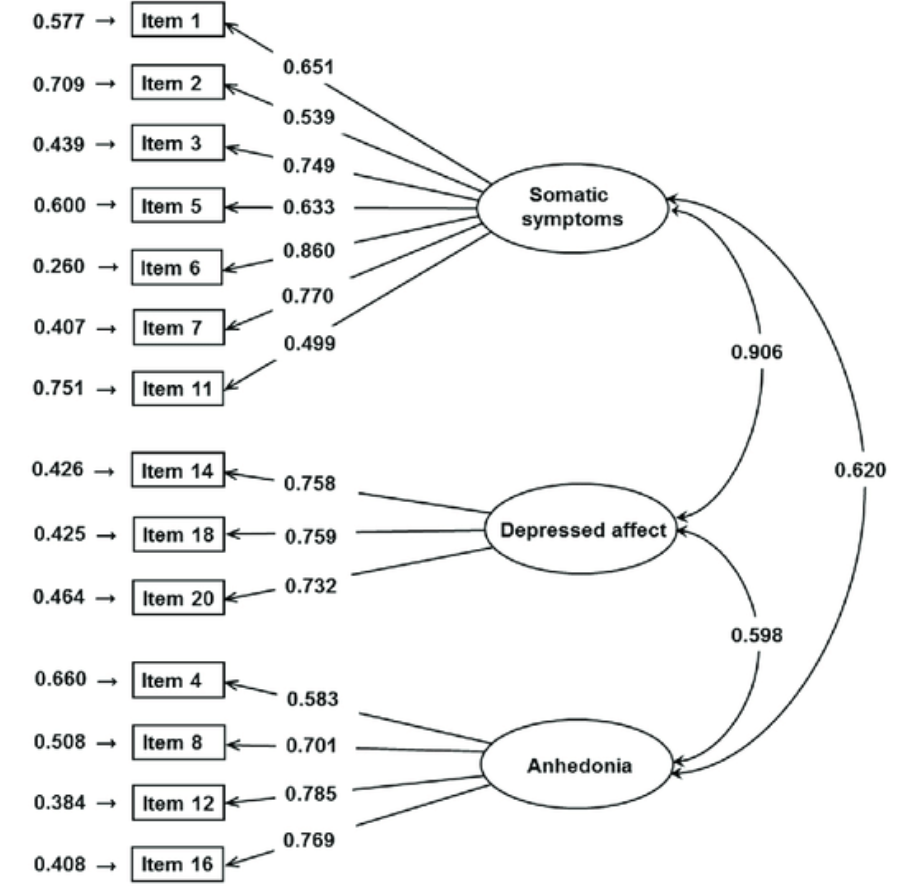 0.577 → Item 1
0.651
0.709 → Item 2
0.539
0.439 → Item 3
0.749
0.600 → Item 5
0.633
Somatic
symptoms
0.260 → Item 6
0.860
0.407 → Item 7
0.770
0.499
0.751 → Item 11
0.906
0.426 → Item 14
0.758
0.620
0.425 → Item 18
0.759
Depressed affect
0.464 → Item 20
0.732
0.598
0.660 → Item 4
0.583
0.508 → Item 8
0.701
Anhedonia
0.384 → Item 12
0.785
0.769
0.408 → Item 16